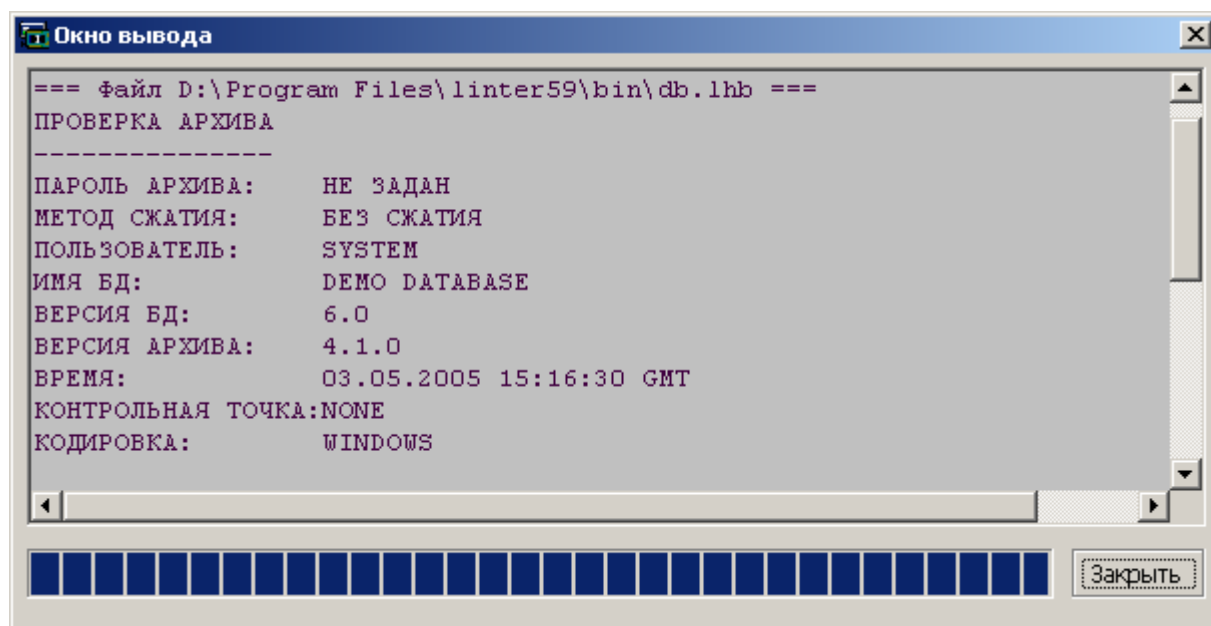 Окно вывода
=== Файл D:\Program Files\linter59\bin\db.lhb ===
ПРОВЕРКА АРХИВА
---------------
ПАРОЛЬ АРХИВА: НЕ ЗАДАН
МЕТОД СЖАТИЯ: БЕЗ СЖАТИЯ
ПОЛЬЗОВАТЕЛЬ: SYSTEM
ИМЯ БД: DEMO DATABASE
ВЕРСИЯ БД: 6.0
ВЕРСИЯ АРХИВА: 4.1.0
ВРЕМЯ: 03.05.2005 15:16:30 GMT
КОНТРОЛЬНАЯ ТОЧКА:NONE
КОДИРОВКА: WINDOWS
Закрыть